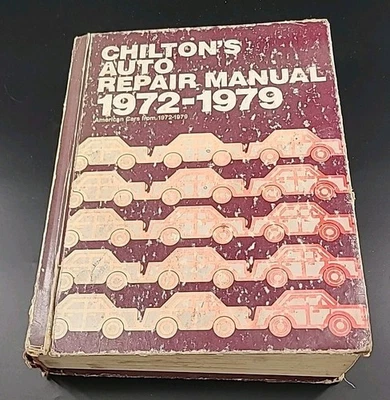 CHILTON'S
AUTO
REPAIR MANUAL
1972-1979
American Cars from 1972-1979